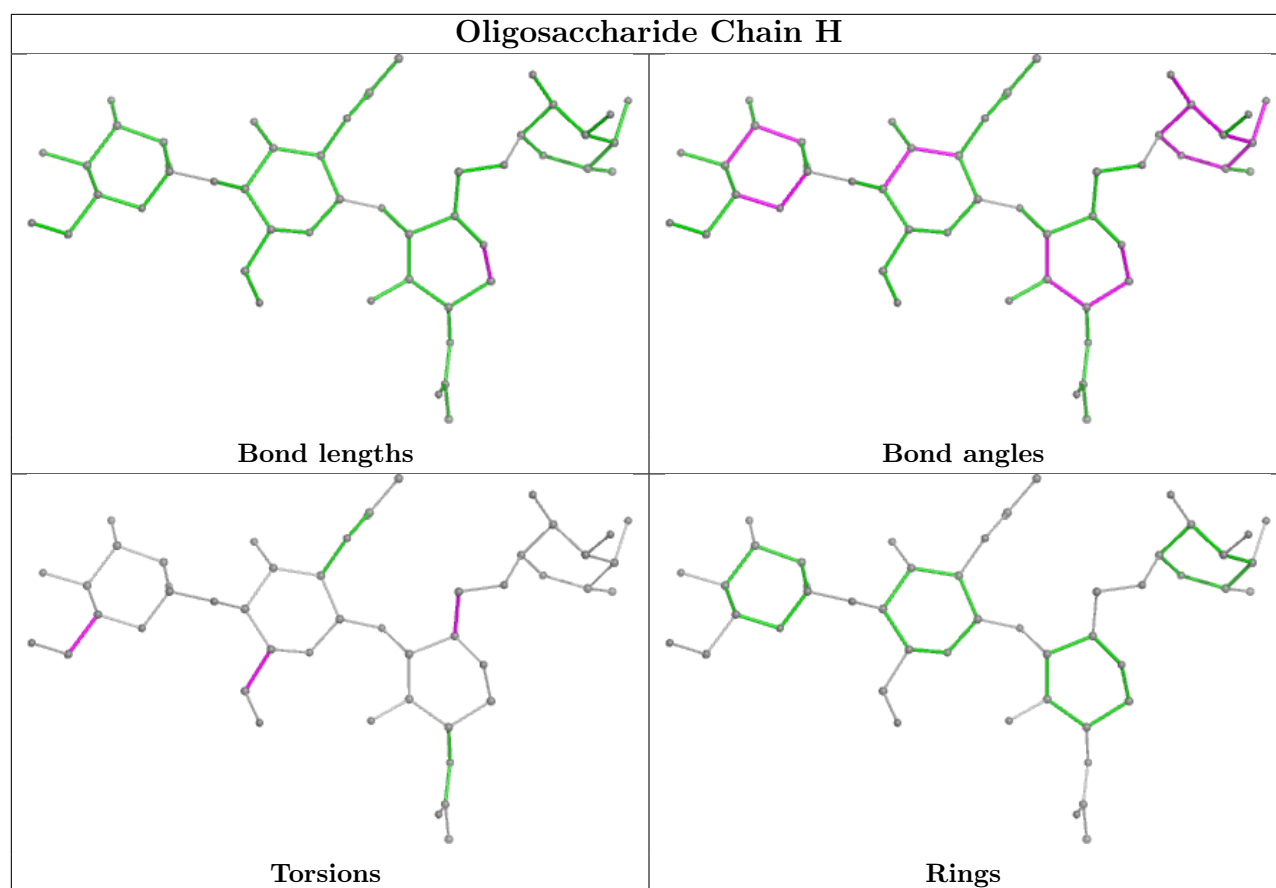 Oligosaccharide Chain H
Bond lengths
Bond angles
Torsions
Rings